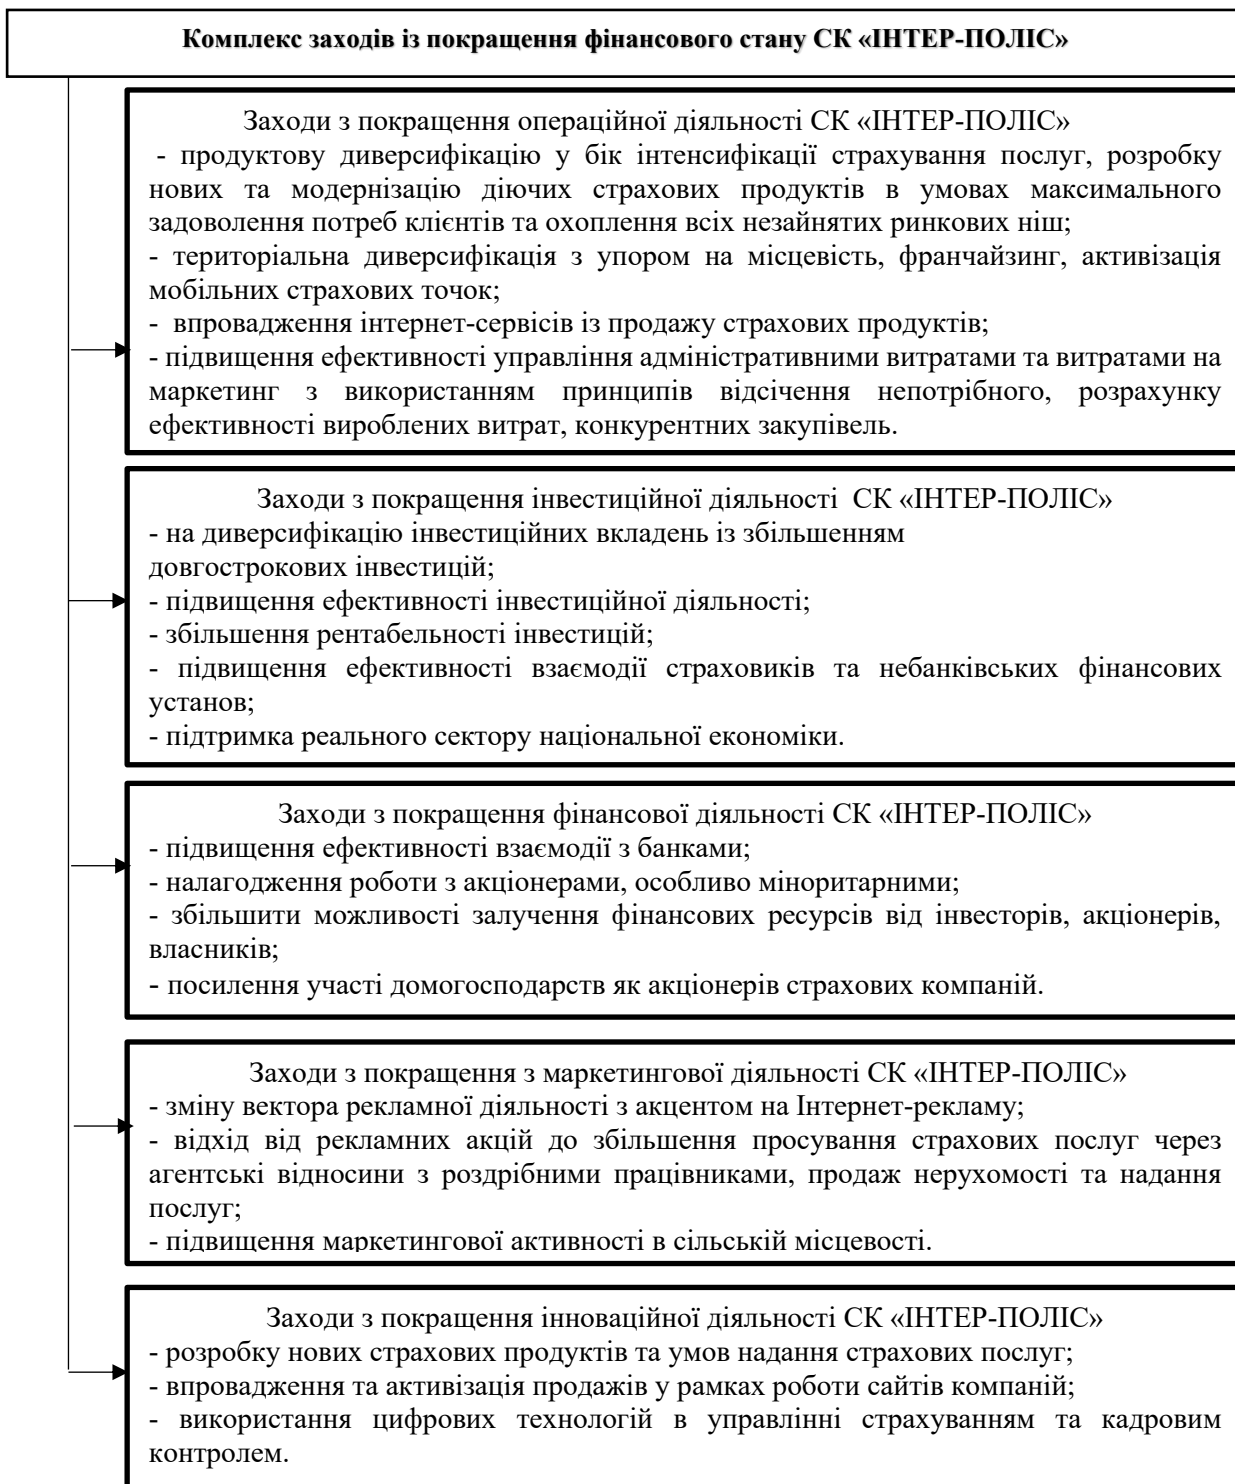 Комплекс заходів із покращення фінансового стану СК «ІНТЕР-ПОЛІС»
Заходи з покращення операційної діяльності СК «ІНТЕР-ПОЛІС»
- продуктову диверсифікацію у бік інтенсифікації страхування послуг, розробку
нових та модернізацію діючих страхових продуктів в умовах максимального
задоволення потреб клієнтів та охоплення всіх незайнятих ринкових ніш;
- територіальна диверсифікація з упором на місцевість, франчайзинг, активізація
мобільних страхових точок;
- впровадження інтернет-сервісів із продажу страхових продуктів;
- підвищення ефективності управління адміністративними витратами та витратами на
маркетинг з використанням принципів відсічення непотрібного, розрахунку
ефективності вироблених витрат, конкурентних закупівель.
Заходи з покращення інвестиційної діяльності СК «ІНТЕР-ПОЛІС»
- на диверсифікацію інвестиційних вкладень із збільшенням
довгострокових інвестицій;
- підвищення ефективності інвестиційної діяльності;
- збільшення рентабельності інвестицій;
- підвищення ефективності взаємодії страховиків та небанківських фінансових
установ;
- підтримка реального сектору національної економіки.
Заходи з покращення фінансової діяльності СК «ІНТЕР-ПОЛІС»
- підвищення ефективності взаємодії з банками;
- налагодження роботи з акціонерами, особливо міноритарними;
- збільшити можливості залучення фінансових ресурсів від інвесторів, акціонерів,
власників;
- посилення участі домогосподарств як акціонерів страхових компаній.
Заходи з покращення з маркетингової діяльності СК «ІНТЕР-ПОЛІС»
- зміну вектора рекламної діяльності з акцентом на Інтернет-рекламу;
- відхід від рекламних акцій до збільшення просування страхових послуг через
агентські відносини з роздрібними працівниками, продаж нерухомості та надання
послуг;
- підвищення маркетингової активності в сільській місцевості.
Заходи з покращення інноваційної діяльності СК «ІНТЕР-ПОЛІС»
- розробку нових страхових продуктів та умов надання страхових послуг;
- впровадження та активізація продажів у рамках роботи сайтів компаній;
- використання цифрових технологій в управлінні страхуванням та кадровим
контролем.